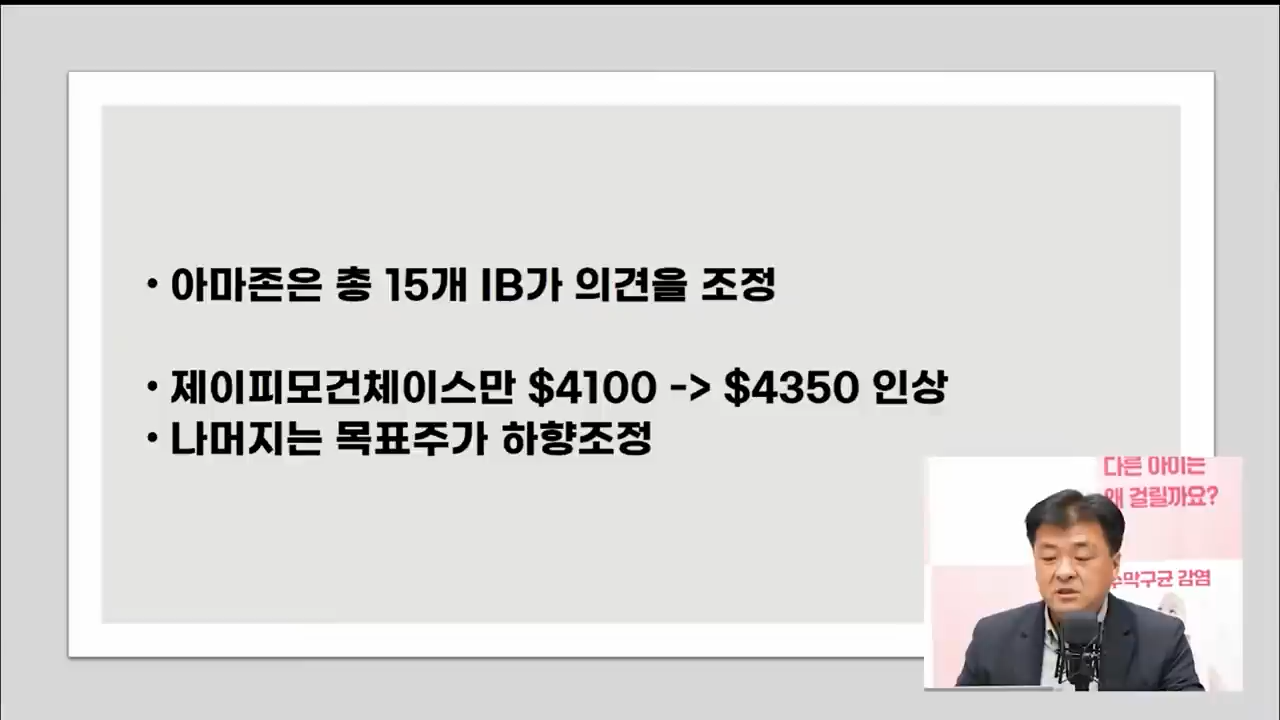 • 아마존은 총 15개 IB가 의견을 조정
• 제이피모건체이스만 $4100 -> $4350 인상
• 나머지는 목표주가 하향조정
다른 아이는
왜 걸릴까요?
수막구균 감염